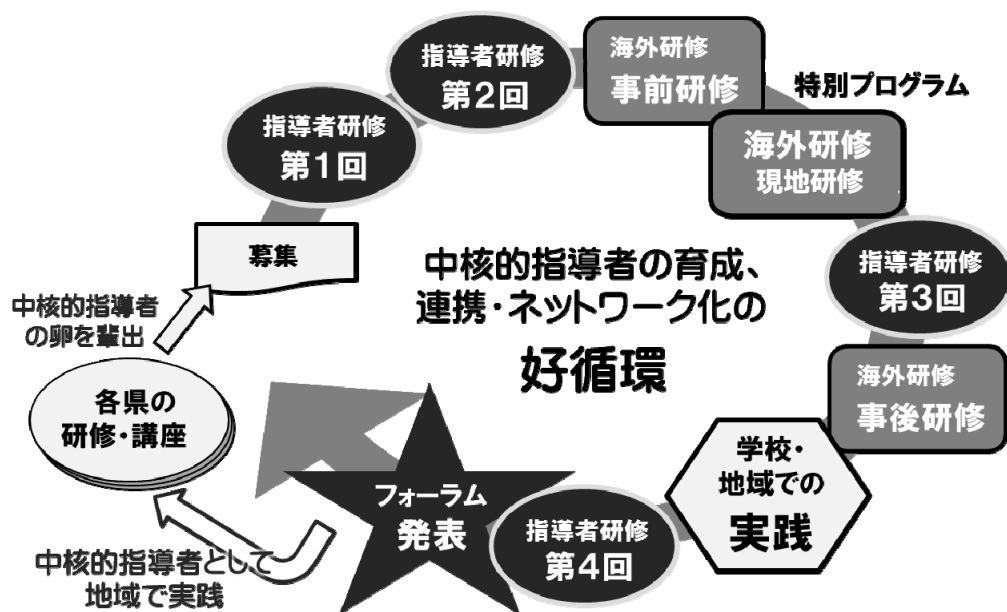 指導者研修
第1回
指導者研修
第2回
海外研修
事前研修
特別プログラム
海外研修
現地研修
指導者研修
第3回
海外研修
事後研修
学校・
地域での
実践
指導者研修
第4回
フォーラム
発表
中核的指導者として
地域で実践
各県の
研修・講座
中核的指導者
の卵を輩出
募集
中核的指導者の育成、
連携・ネットワーク化の
好循環